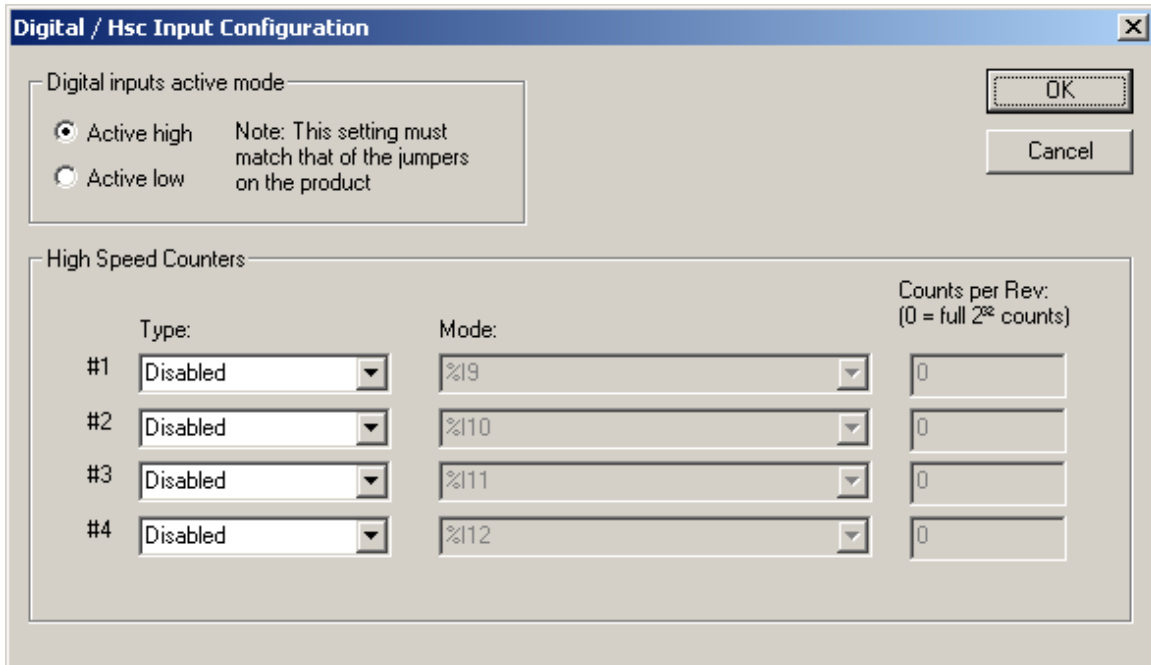 Digital / Hsc Input Configuration
Digital inputs active mode
Active high
Active low
Note: This setting must
match that of the jumpers
on the product
OK
Cancel
High Speed Counters
Type:
Mode:
Counts per Rev:
(0 = full 2³² counts)
#1 Disabled %I9 0
#2 Disabled %I10 0
#3 Disabled %I11 0
#4 Disabled %I12 0